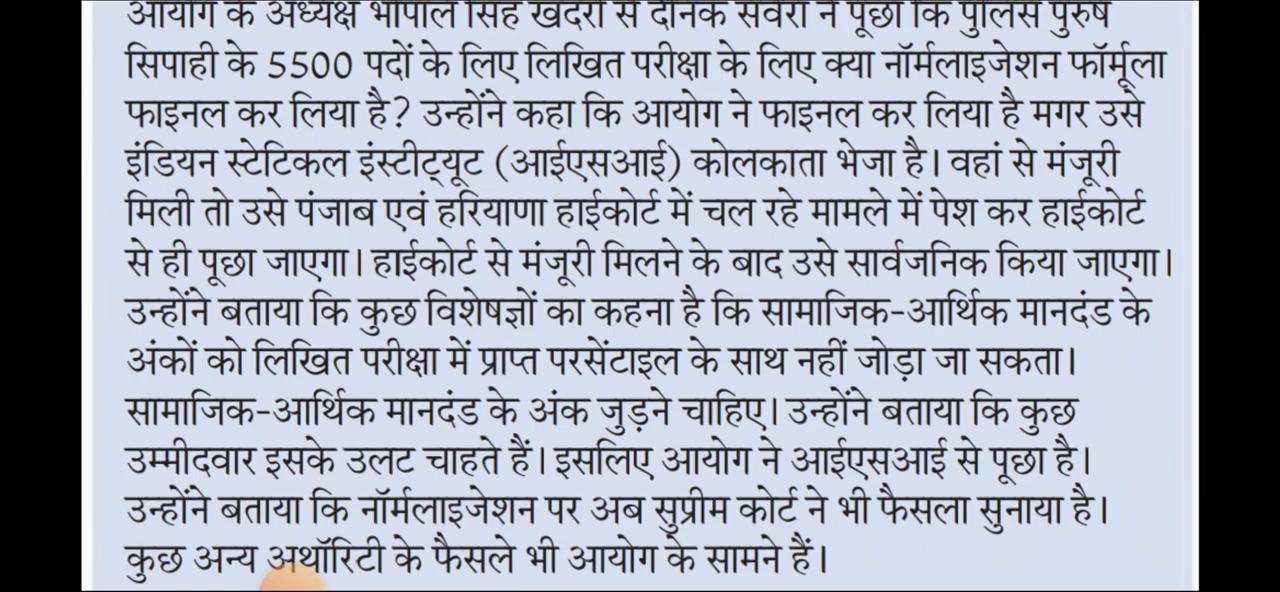 आयोग के अध्यक्ष भोपाल सिंह खदरी से दैनिक सवेरा ने पूछा कि पुलिस पुरुष
सिपाही के 5500 पदों के लिए लिखित परीक्षा के लिए क्या नॉर्मलाइजेशन फॉर्मूला
फाइनल कर लिया है? उन्होंने कहा कि आयोग ने फाइनल कर लिया है मगर उसे
इंडियन स्टेटिकल इंस्टीट्यूट (आईएसआई) कोलकाता भेजा है। वहां से मंजूरी
मिली तो उसे पंजाब एवं हरियाणा हाईकोर्ट में चल रहे मामले में पेश कर हाईकोर्ट
से ही पूछा जाएगा। हाईकोर्ट से मंजूरी मिलने के बाद उसे सार्वजनिक किया जाएगा।
उन्होंने बताया कि कुछ विशेषज्ञों का कहना है कि सामाजिक-आर्थिक मानदंड के
अंकों को लिखित परीक्षा में प्राप्त परसेंटाइल के साथ नहीं जोड़ा जा सकता।
सामाजिक-आर्थिक मानदंड के अंक जुड़ने चाहिए। उन्होंने बताया कि कुछ
उम्मीदवार इसके उलट चाहते हैं। इसलिए आयोग ने आईएसआई से पूछा है।
उन्होंने बताया कि नॉर्मलाइजेशन पर अब सुप्रीम कोर्ट ने भी फैसला सुनाया है।
कुछ अन्य अथॉरिटी के फैसले भी आयोग के सामने हैं।